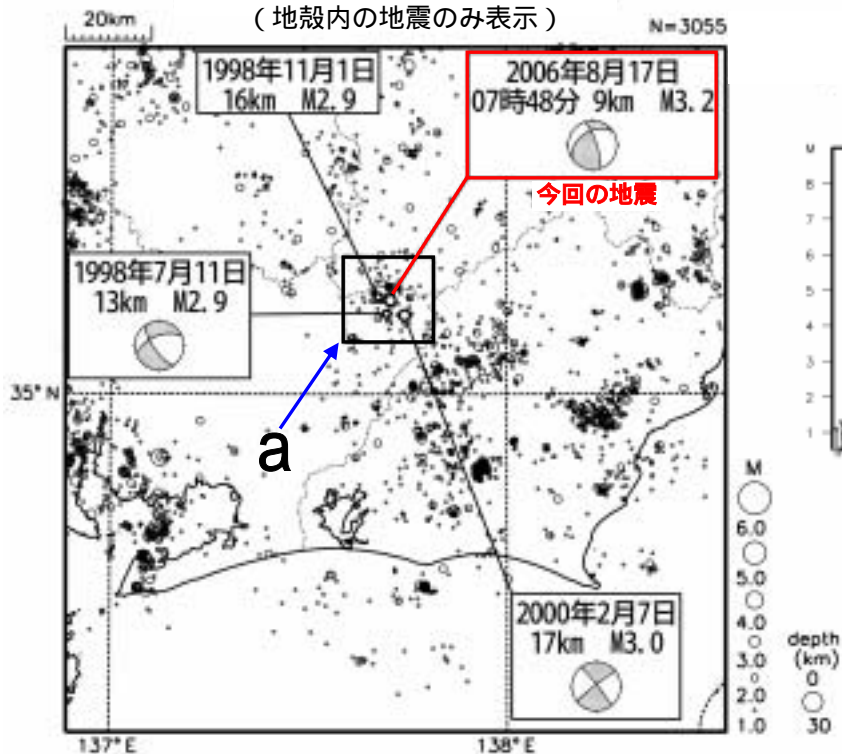 (地殻内の地震のみ表示)
20km
N=3055
1998年11月1日
16km M2.9
2006年8月17日
07時48分 9km M3.2
今回の地震
1998年7月11日
13km M2.9
35°N
a
2000年2月7日
17km M3.0
137°E
138°E
M
6.0
5.0
4.0
3.0
2.0
1.0
depth
(km)
0
30
M
8
7
6
5
4
3
2
1